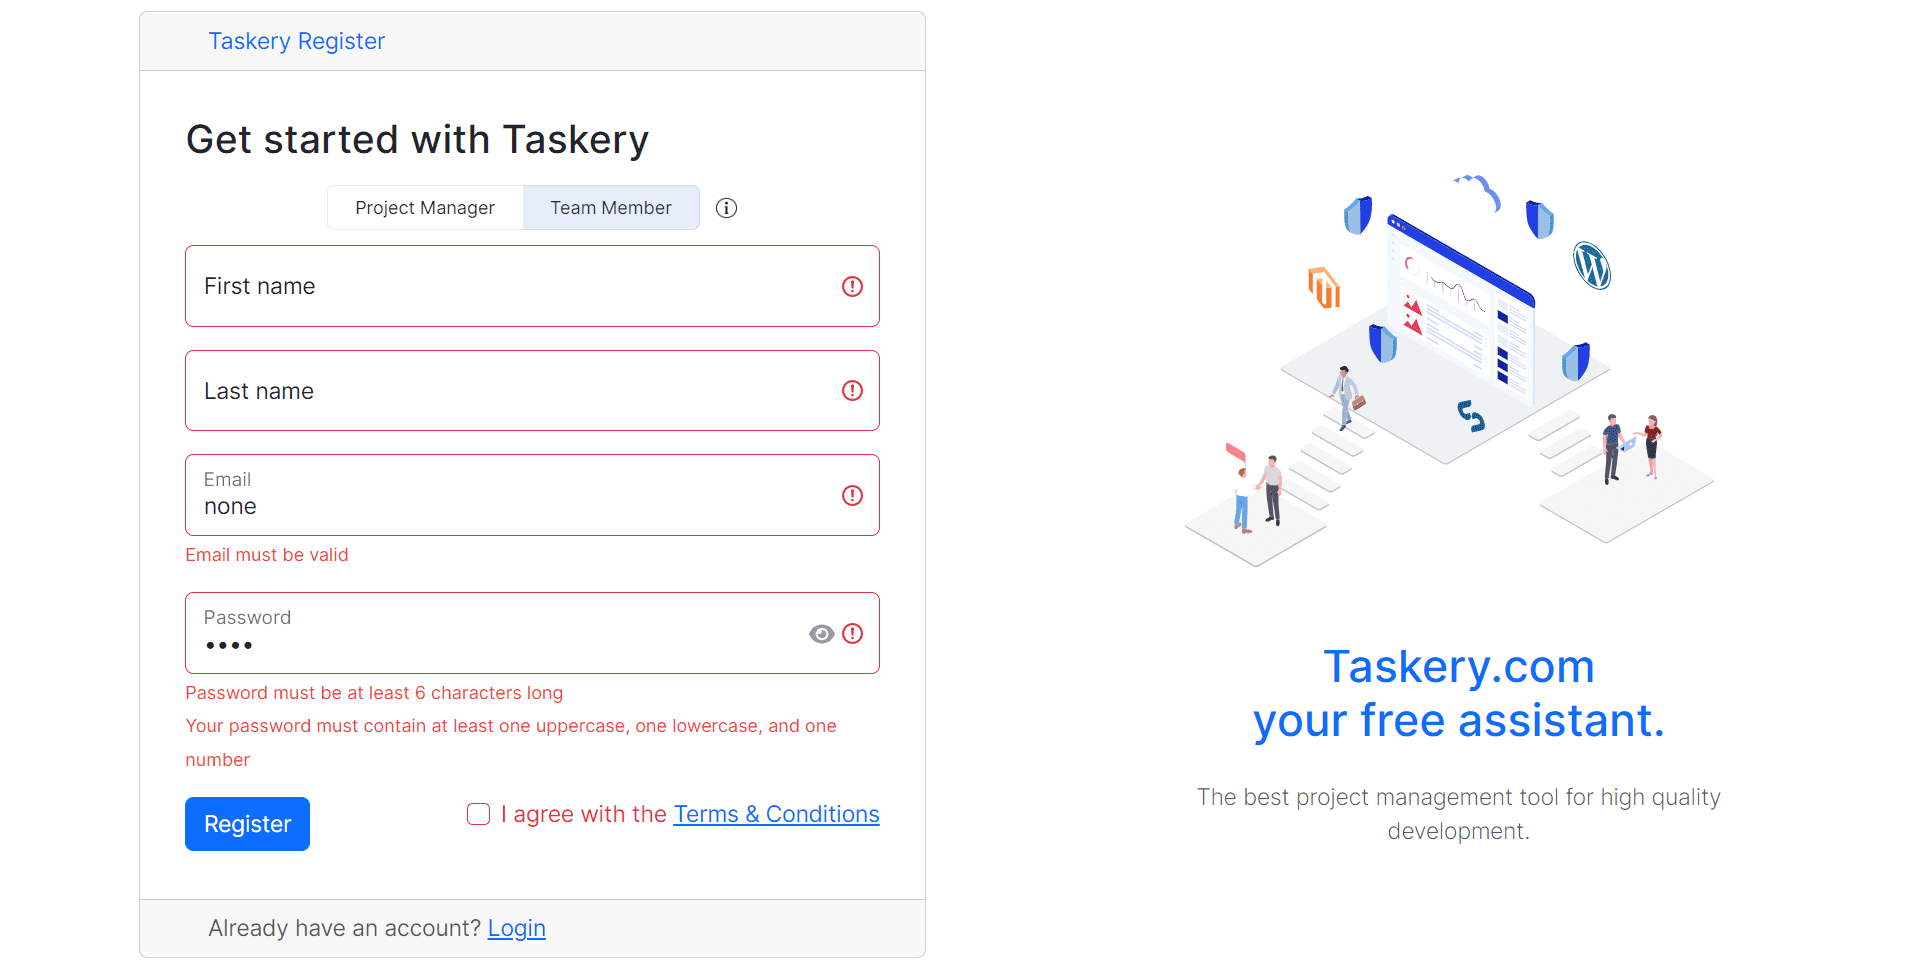 Taskery Register
Get started with Taskery
Project Manager
Team Member
First name
Last name
Email
none
Email must be valid
Password
••••
Password must be at least 6 characters long
Your password must contain at least one uppercase, one lowercase, and one
number
Register
I agree with the Terms & Conditions
Already have an account? Login
Taskery.com
your free assistant.
The best project management tool for high quality
development.